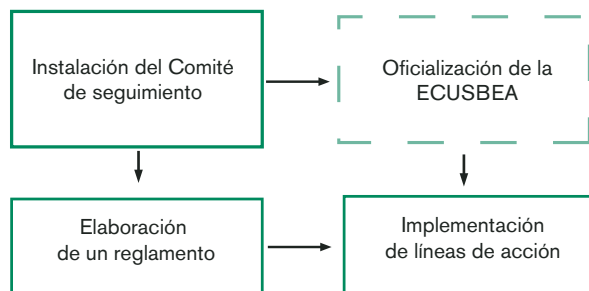 Instalación del Comité
de seguimiento
Oficialización de la
ECUSBEA
Elaboración
de un reglamento
Implementación
de líneas de acción